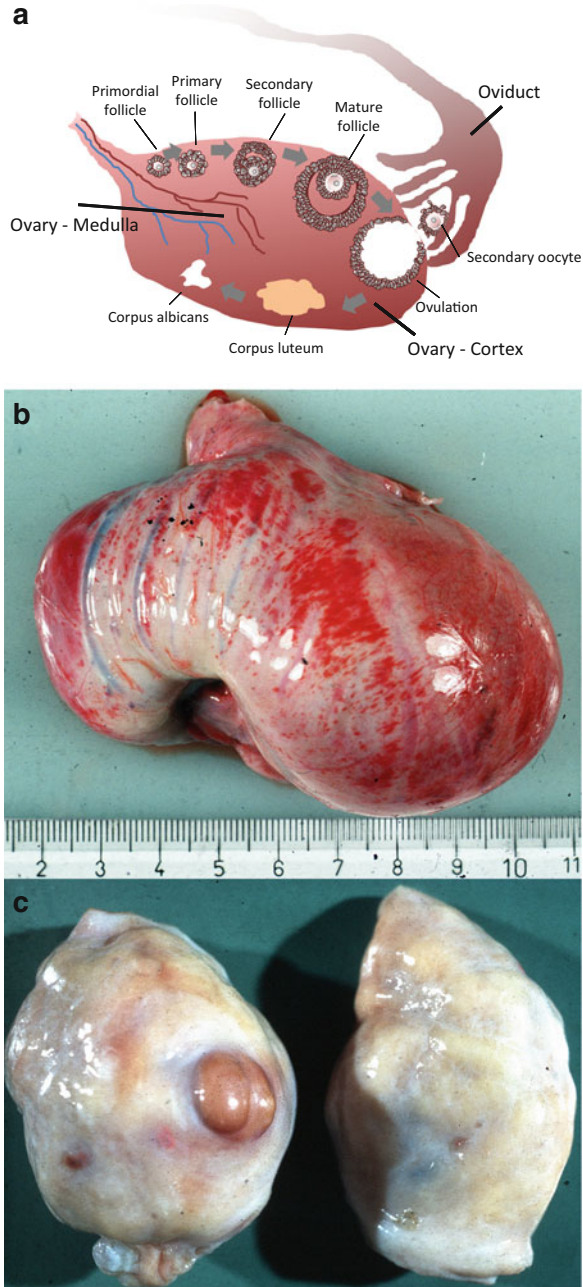 a
Primordial
follicle
Primary
follicle
Secondary
follicle
Mature
follicle
Oviduct
Ovary - Medulla
Secondary oocyte
Ovulation
Corpus albicans
Corpus luteum
Ovary - Cortex
b
2 3 4 5 6 7 8 9 10 11
c